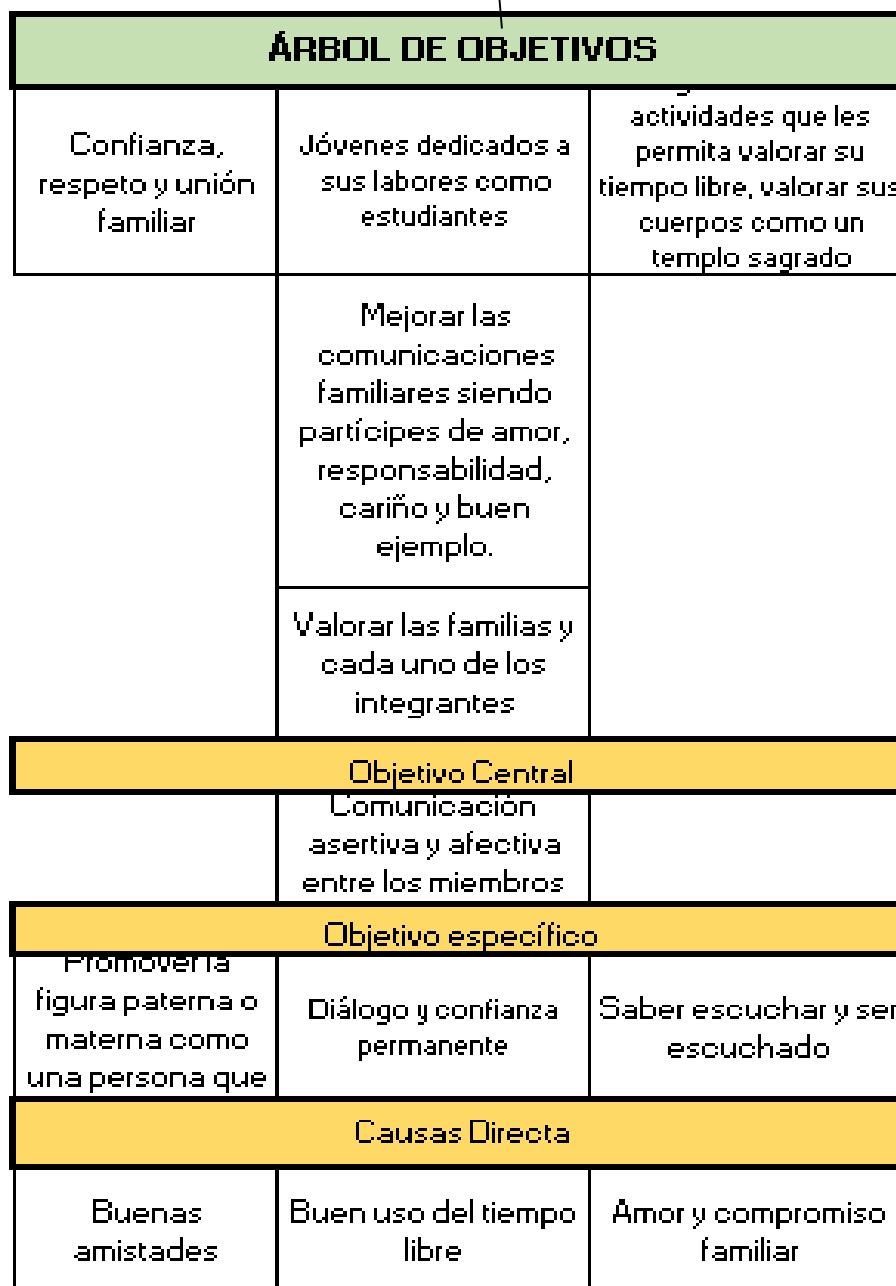 ÁRBOL DE OBJETIVOS
Confianza,
respeto y unión
familiar
Jóvenes dedicados a
sus labores como
estudiantes
actividades que les
permita valorar su
tiempo libre, valorar sus
cuerpos como un
templo sagrado
Mejorar las
comunicaciones
familiares siendo
partícipes de amor,
responsabilidad,
cariño y buen
ejemplo.
Valorar las familias y
cada uno de los
integrantes
Objetivo Central
Comunicación
asertiva y afectiva
entre los miembros
Objetivo específico
Promover la
figura paterna o
materna como
una persona que
Diálogo y confianza
permanente
Saber escuchar y ser
escuchado
Causas Directa
Buenas
amistades
Buen uso del tiempo
libre
Amor y compromiso
familiar